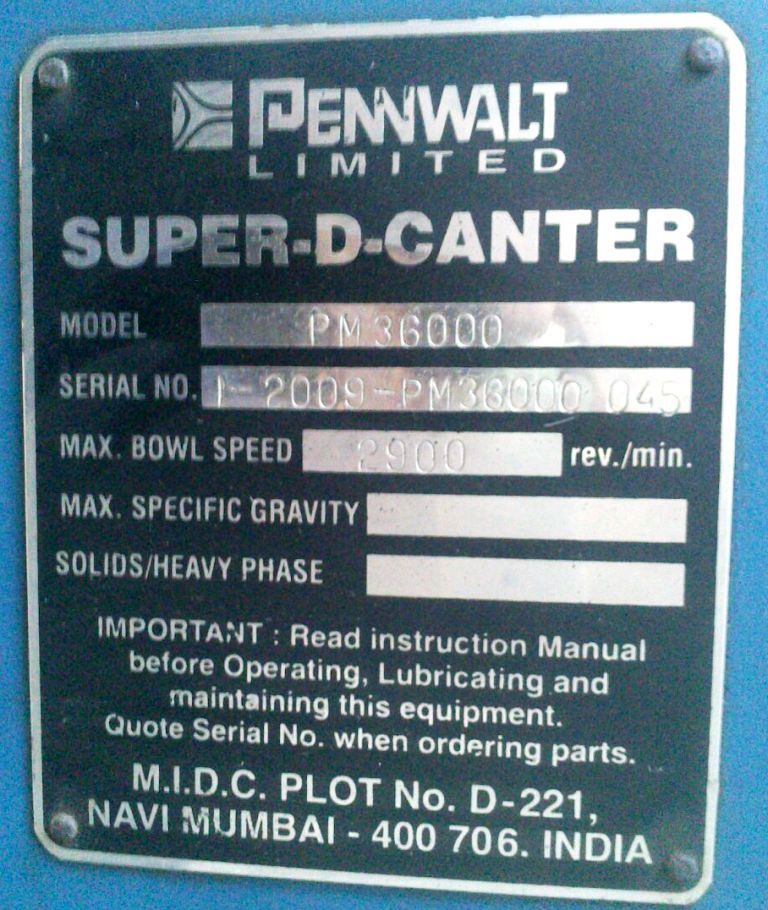 PENNWALT
LIMITED
SUPER-D-CANTER
MODEL PM36000
SERIAL NO. 1-2009-PM36000 045
MAX. BOWL SPEED 2900 rev./min.
MAX. SPECIFIC GRAVITY
SOLIDS/HEAVY PHASE
IMPORTANT : Read instruction Manual
before Operating, Lubricating and
maintaining this equipment.
Quote Serial No. when ordering parts.
M.I.D.C. PLOT No. D-221,
NAVI MUMBAI - 400 706. INDIA